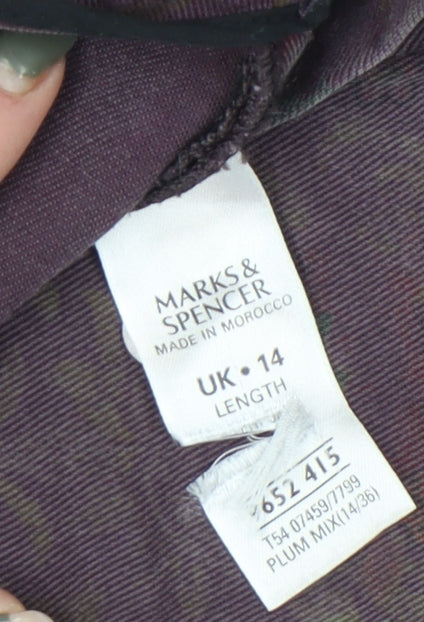 MARKS &
SPENCER
MADE IN MOROCCO
UK • 14
LENGTH
652 415
T54 07459/7799
PLUM MIX(14/36)